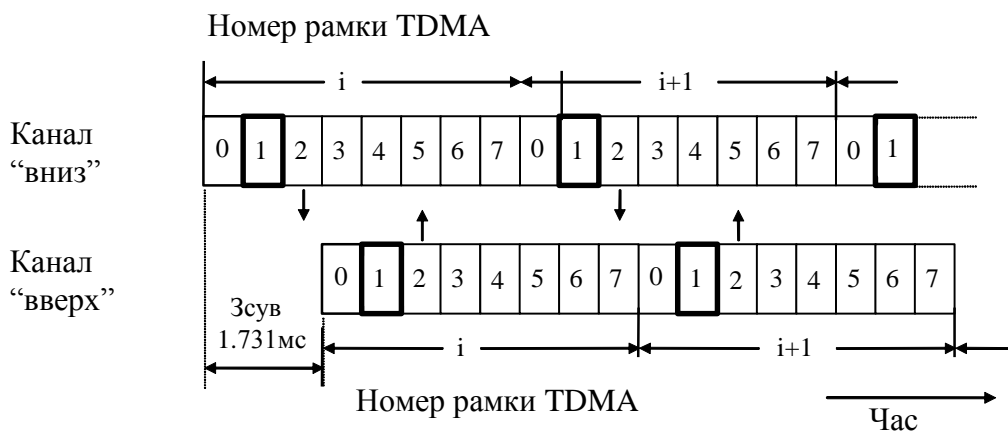 Номер рамки TDMA
i i+1
Канал
“вниз”
0 1 2 3 4 5 6 7 0 1 2 3 4 5 6 7 0 1
Канал
“вверх”
0 1 2 3 4 5 6 7 0 1 2 3 4 5 6 7
Зсув
1.731мс
i i+1
Номер рамки TDMA
Час